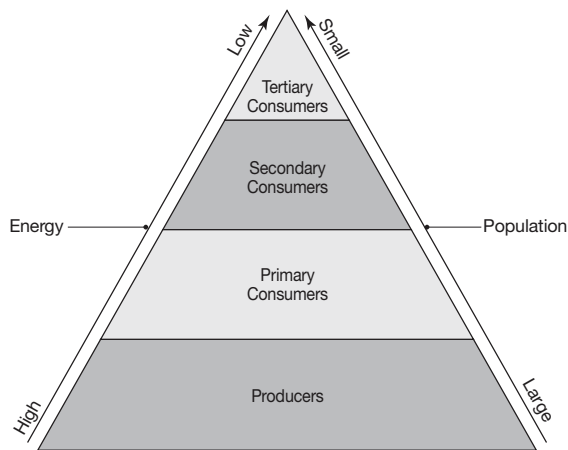 Low
Small
Tertiary
Consumers
Secondary
Consumers
Energy
Population
Primary
Consumers
Producers
High
Large